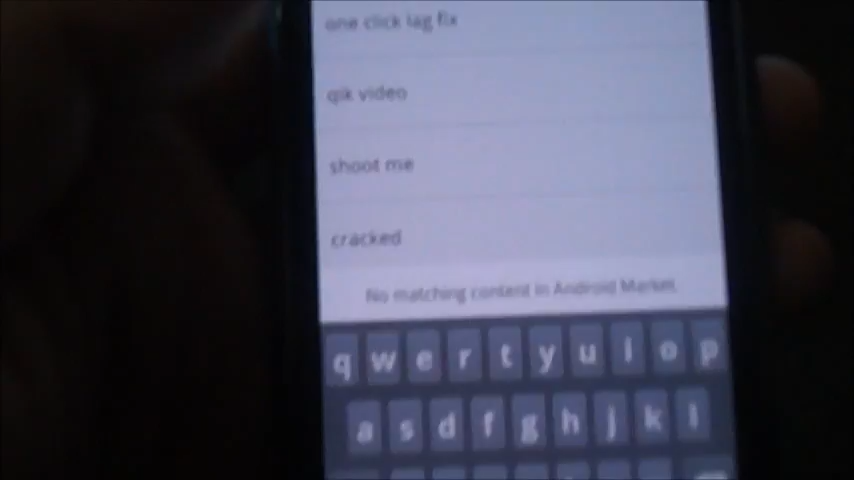 one click lag fix
qik video
shoot me
cracked
No matching content in Android Market.
q w e r t y u i o p
a s d f g h j k l